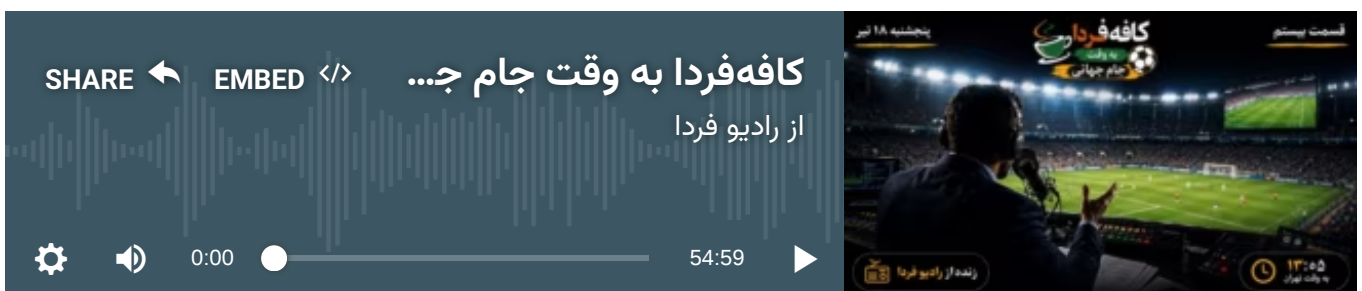 کافه‌فردا به وقت جام جـ...
از رادیو فردا
EMBED
SHARE
0:00
54:59
قسمت بیستم
پنجشنبه ۱۸ تیر
کافه‌فردا
به وقت
جام جهانی
۱۳:۰۵
به وقت تهران
زنده از رادیو فردا